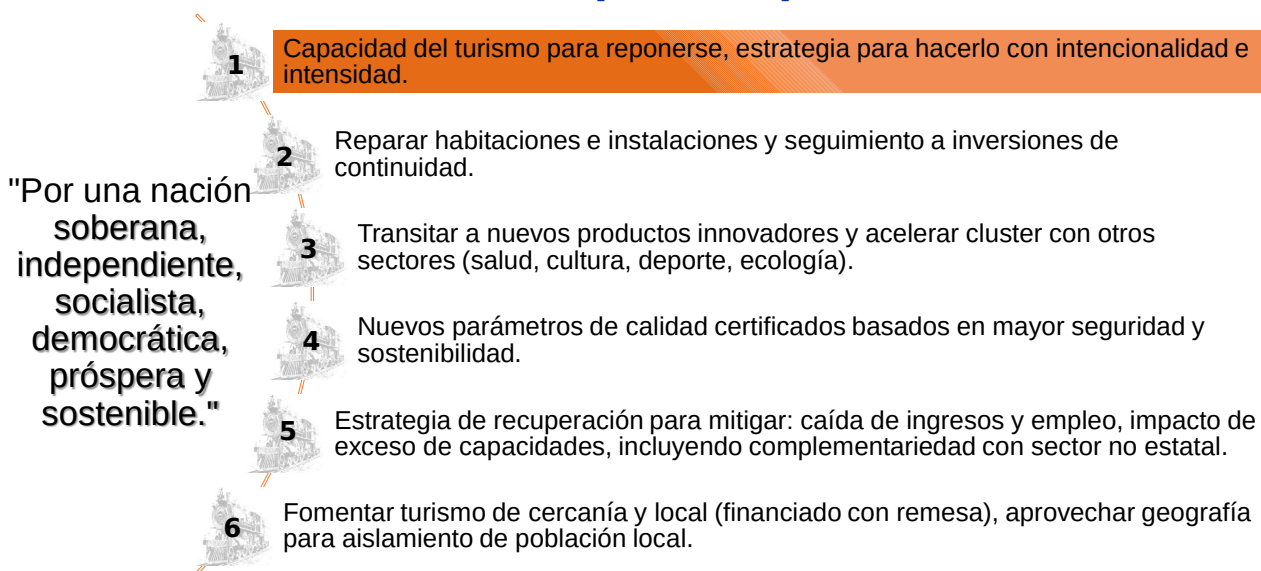 "Por una nación
soberana,
independiente,
socialista,
democrática,
próspera y
sostenible."
1
Capacidad del turismo para reponerse, estrategia para hacerlo con intencionalidad e
intensidad.
2
Reparar habitaciones e instalaciones y seguimiento a inversiones de
continuidad.
3
Transitar a nuevos productos innovadores y acelerar cluster con otros
sectores (salud, cultura, deporte, ecología).
4
Nuevos parámetros de calidad certificados basados en mayor seguridad y
sostenibilidad.
5
Estrategia de recuperación para mitigar: caída de ingresos y empleo, impacto de
exceso de capacidades, incluyendo complementariedad con sector no estatal.
6
Fomentar turismo de cercanía y local (financiado con remesa), aprovechar geografía
para aislamiento de población local.